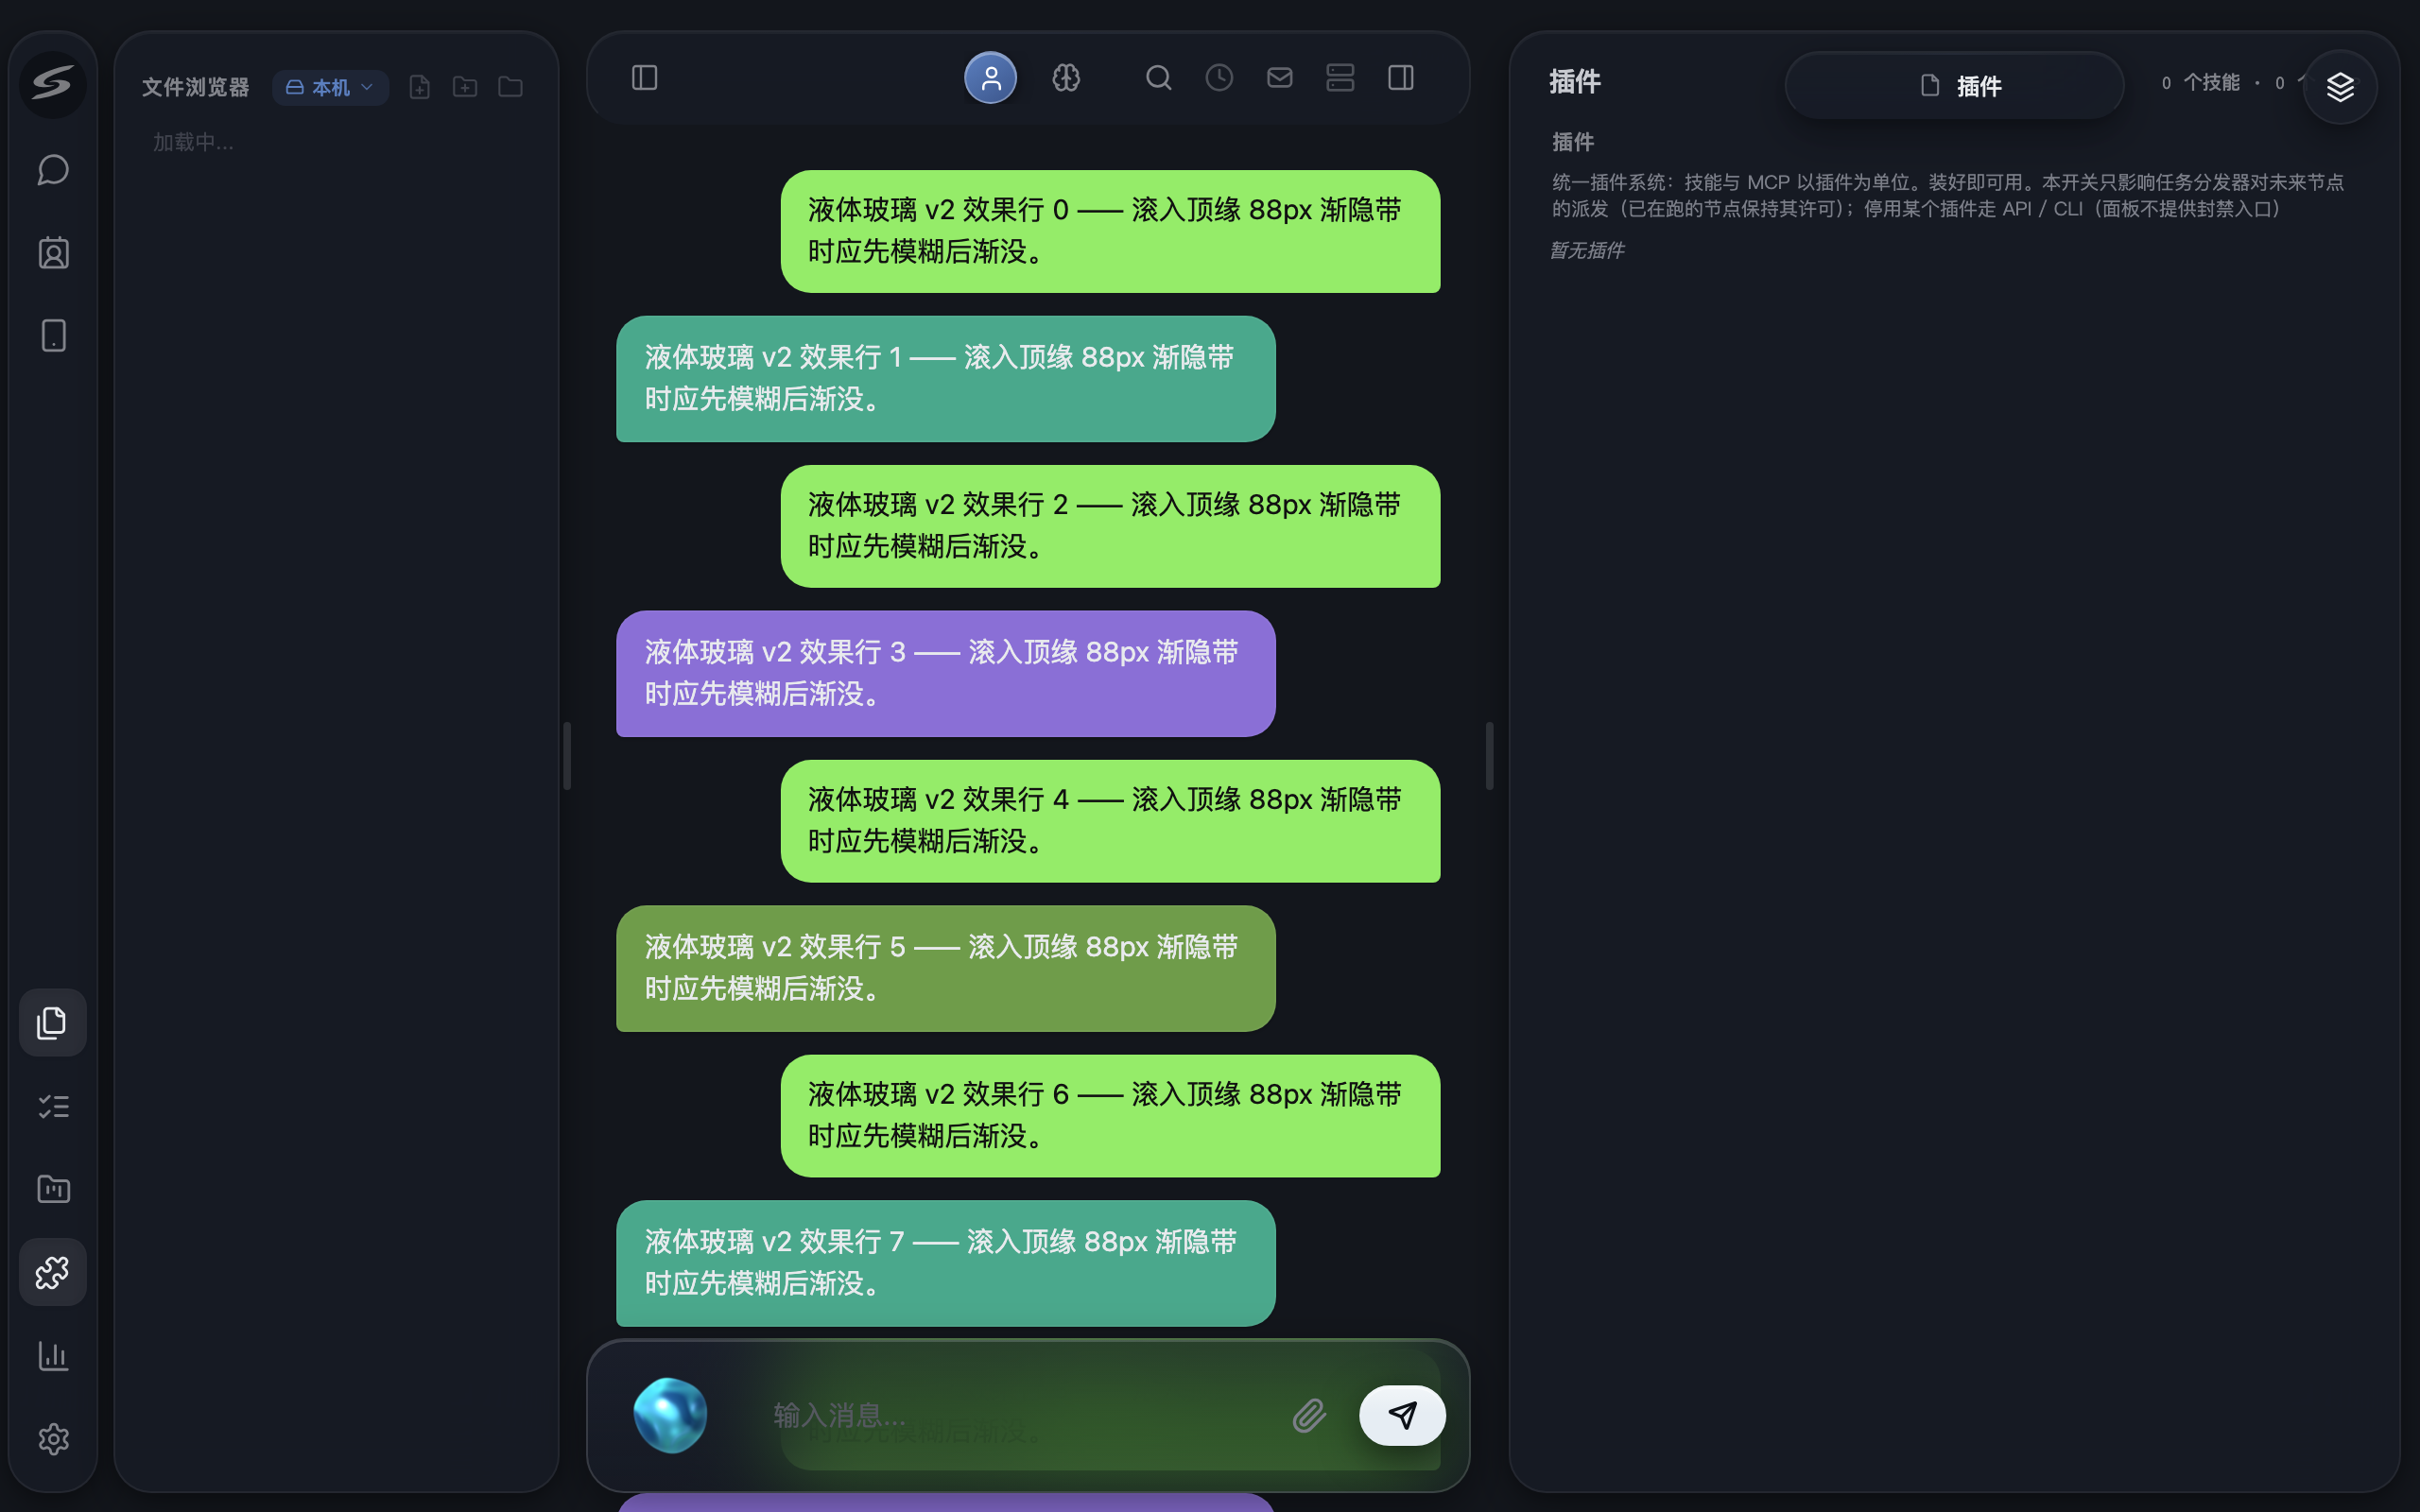 文件浏览器
本机
加载中...
液体玻璃 v2 效果行 0 —— 滚入顶缘 88px 渐隐带
时应先模糊后渐没。
液体玻璃 v2 效果行 1 —— 滚入顶缘 88px 渐隐带
时应先模糊后渐没。
液体玻璃 v2 效果行 2 —— 滚入顶缘 88px 渐隐带
时应先模糊后渐没。
液体玻璃 v2 效果行 3 —— 滚入顶缘 88px 渐隐带
时应先模糊后渐没。
液体玻璃 v2 效果行 4 —— 滚入顶缘 88px 渐隐带
时应先模糊后渐没。
液体玻璃 v2 效果行 5 —— 滚入顶缘 88px 渐隐带
时应先模糊后渐没。
液体玻璃 v2 效果行 6 —— 滚入顶缘 88px 渐隐带
时应先模糊后渐没。
液体玻璃 v2 效果行 7 —— 滚入顶缘 88px 渐隐带
时应先模糊后渐没。
输入消息...
时应先模糊后渐没。
插件
插件
0 个技能 · 0
插件
统一插件系统：技能与 MCP 以插件为单位。装好即可用。本开关只影响任务分发器对未来节点
的派发（已在跑的节点保持其许可）；停用某个插件走 API / CLI（面板不提供封禁入口）
暂无插件